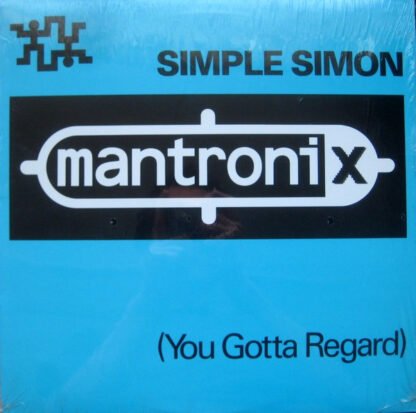 SIMPLE SIMON
mantronix
(You Gotta Regard)